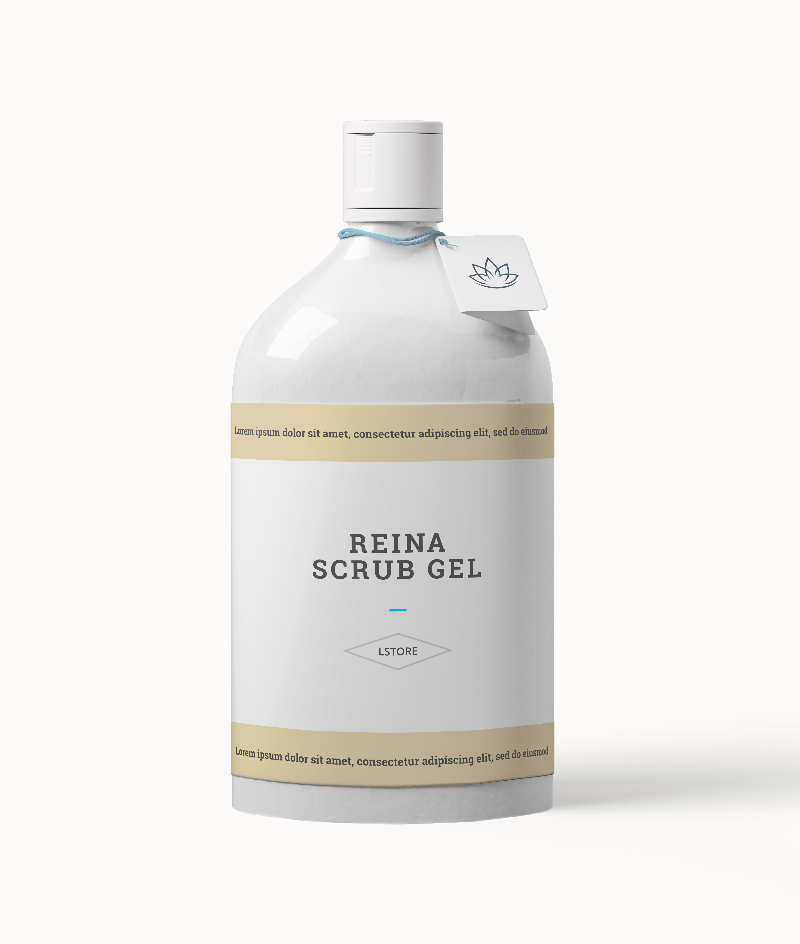 Lorem ipsum dolor sit amet, consectetur adipiscing elit, sed do eiusmod
REINA
SCRUB GEL
LSTORE
Lorem ipsum dolor sit amet, consectetur adipiscing elit, sed do eiusmod